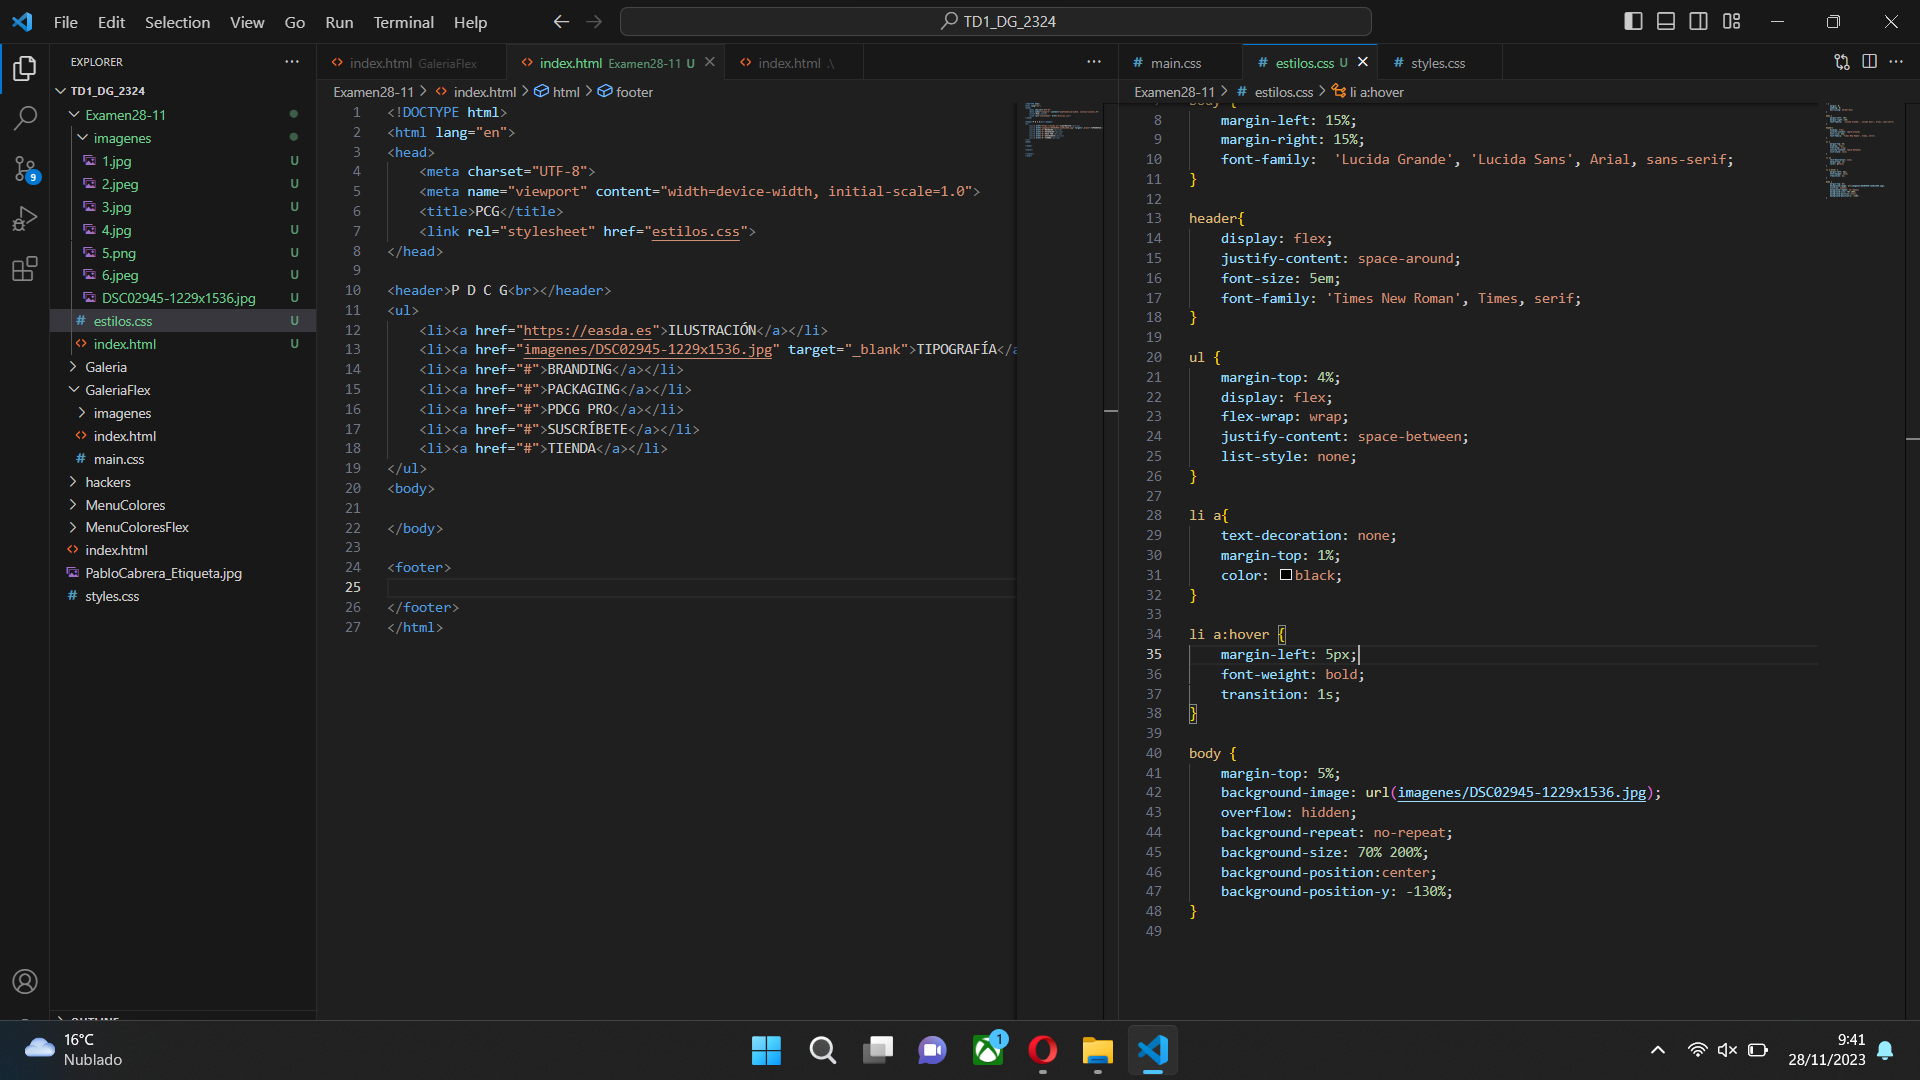 File Edit Selection View Go Run Terminal Help
TD1_DG_2324
EXPLORER
TD1_DG_2324
Examen28-11
imagenes
1.jpg U
2.jpeg U
3.jpg U
4.jpg U
5.png U
6.jpeg U
DSC02945-1229x1536.jpg U
# estilos.css U
index.html U
Galeria
GaleriaFlex
imagenes
index.html
# main.css
hackers
MenuColores
MenuColoresFlex
index.html
PabloCabrera_Etiqueta.jpg
# styles.css
9
index.html GaleriaFlex
index.html Examen28-11 U
index.html .\
Examen28-11 > index.html > html > footer
1 <!DOCTYPE html>
2 <html lang="en">
3 <head>
4 <meta charset="UTF-8">
5 <meta name="viewport" content="width=device-width, initial-scale=1.0">
6 <title>PCG</title>
7 <link rel="stylesheet" href="estilos.css">
8 </head>
9
10 <header>P D C G<br></header>
11 <ul>
12 <li><a href="https://easda.es">ILUSTRACIÓN</a></li>
13 <li><a href="imagenes/DSC02945-1229x1536.jpg" target="_blank">TIPOGRAFÍA</a
14 <li><a href="#">BRANDING</a></li>
15 <li><a href="#">PACKAGING</a></li>
16 <li><a href="#">PDCG PRO</a></li>
17 <li><a href="#">SUSCRÍBETE</a></li>
18 <li><a href="#">TIENDA</a></li>
19 </ul>
20 <body>
21
22 </body>
23
24 <footer>
25
26 </footer>
27 </html>
# main.css
# estilos.css U
# styles.css
Examen28-11 > # estilos.css > li a:hover
body {
8 margin-left: 15%;
9 margin-right: 15%;
10 font-family:  'Lucida Grande', 'Lucida Sans', Arial, sans-serif;
11 }
12
13 header{
14 display: flex;
15 justify-content: space-around;
16 font-size: 5em;
17 font-family: 'Times New Roman', Times, serif;
18 }
19
20 ul {
21 margin-top: 4%;
22 display: flex;
23 flex-wrap: wrap;
24 justify-content: space-between;
25 list-style: none;
26 }
27
28 li a{
29 text-decoration: none;
30 margin-top: 1%;
31 color: black;
32 }
33
34 li a:hover {
35 margin-left: 5px;
36 font-weight: bold;
37 transition: 1s;
38 }
39
40 body {
41 margin-top: 5%;
42 background-image: url(imagenes/DSC02945-1229x1536.jpg);
43 overflow: hidden;
44 background-repeat: no-repeat;
45 background-size: 70% 200%;
46 background-position:center;
47 background-position-y: -130%;
48 }
49
16°C
Nublado
1
9:41
28/11/2023